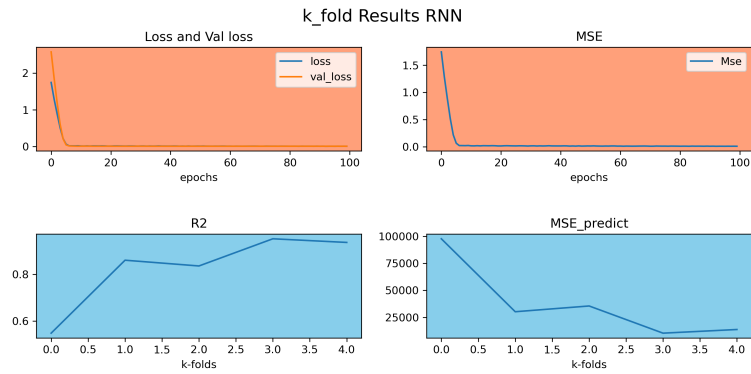 k_fold Results RNN
Loss and Val loss
2
1
0
loss
val_loss
0 20 40 60 80 100
epochs
MSE
1.5
1.0
0.5
0.0
Mse
0 20 40 60 80 100
epochs
R2
0.8
0.6
0.0 0.5 1.0 1.5 2.0 2.5 3.0 3.5 4.0
k-folds
MSE_predict
100000
75000
50000
25000
0.0 0.5 1.0 1.5 2.0 2.5 3.0 3.5 4.0
k-folds